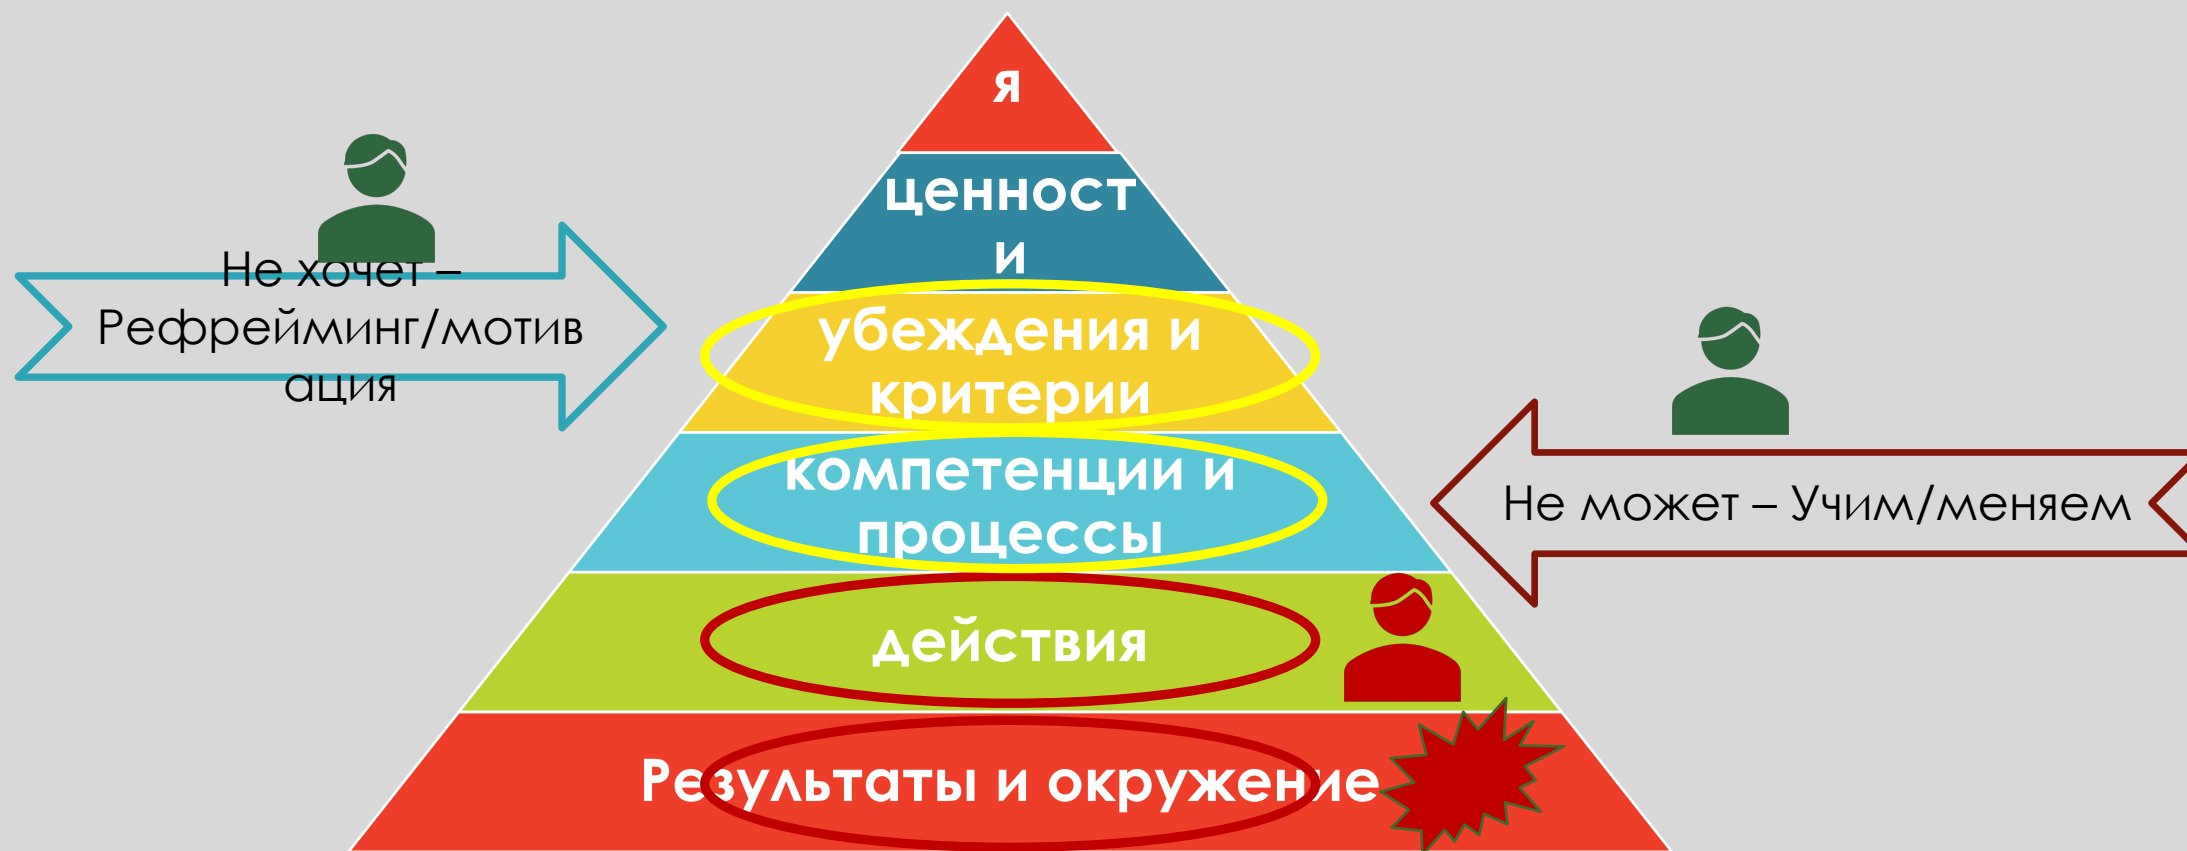 я
ценност
и
Не хочет –
Рефрейминг/мотив
ация
убеждения и
критерии
компетенции и
процессы
Не может – Учим/меняем
действия
Результаты и окружение